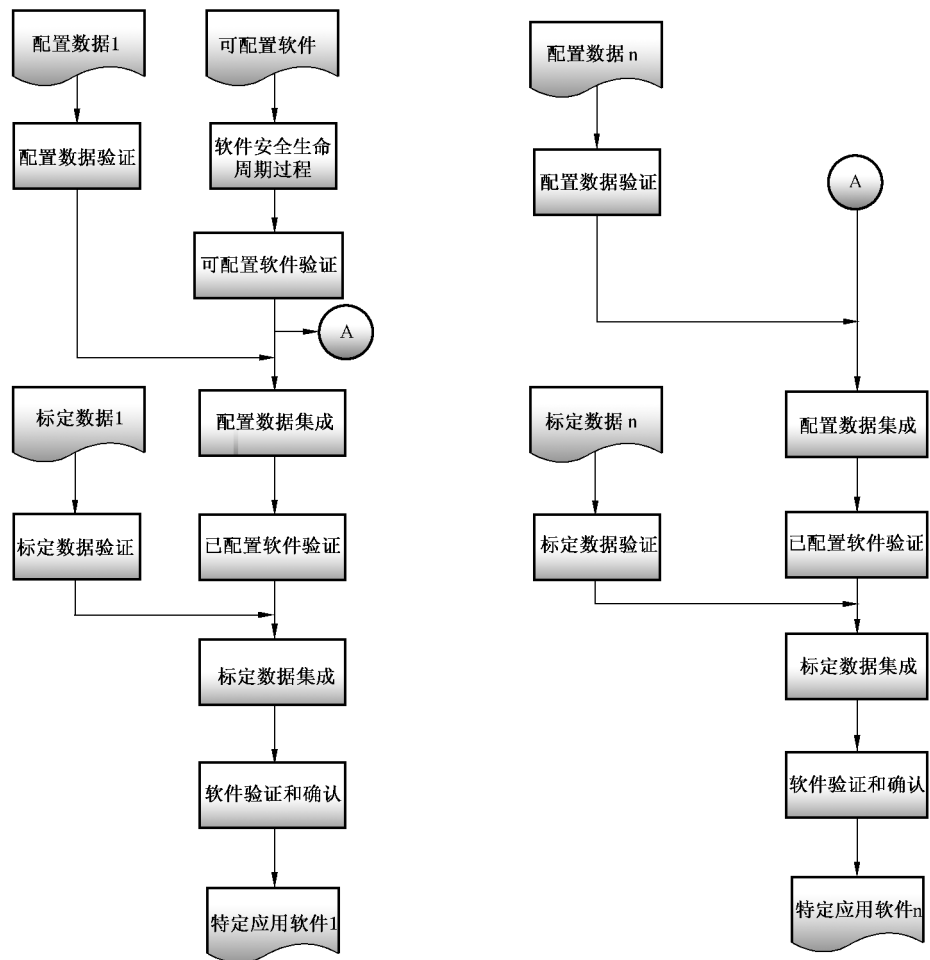 配置数据1
可配置软件
配置数据验证
软件安全生命
周期过程
可配置软件验证
A
标定数据1
配置数据集成
标定数据验证
已配置软件验证
标定数据集成
软件验证和确认
特定应用软件1
配置数据 n
配置数据验证
A
标定数据 n
配置数据集成
标定数据验证
已配置软件验证
标定数据集成
软件验证和确认
特定应用软件n